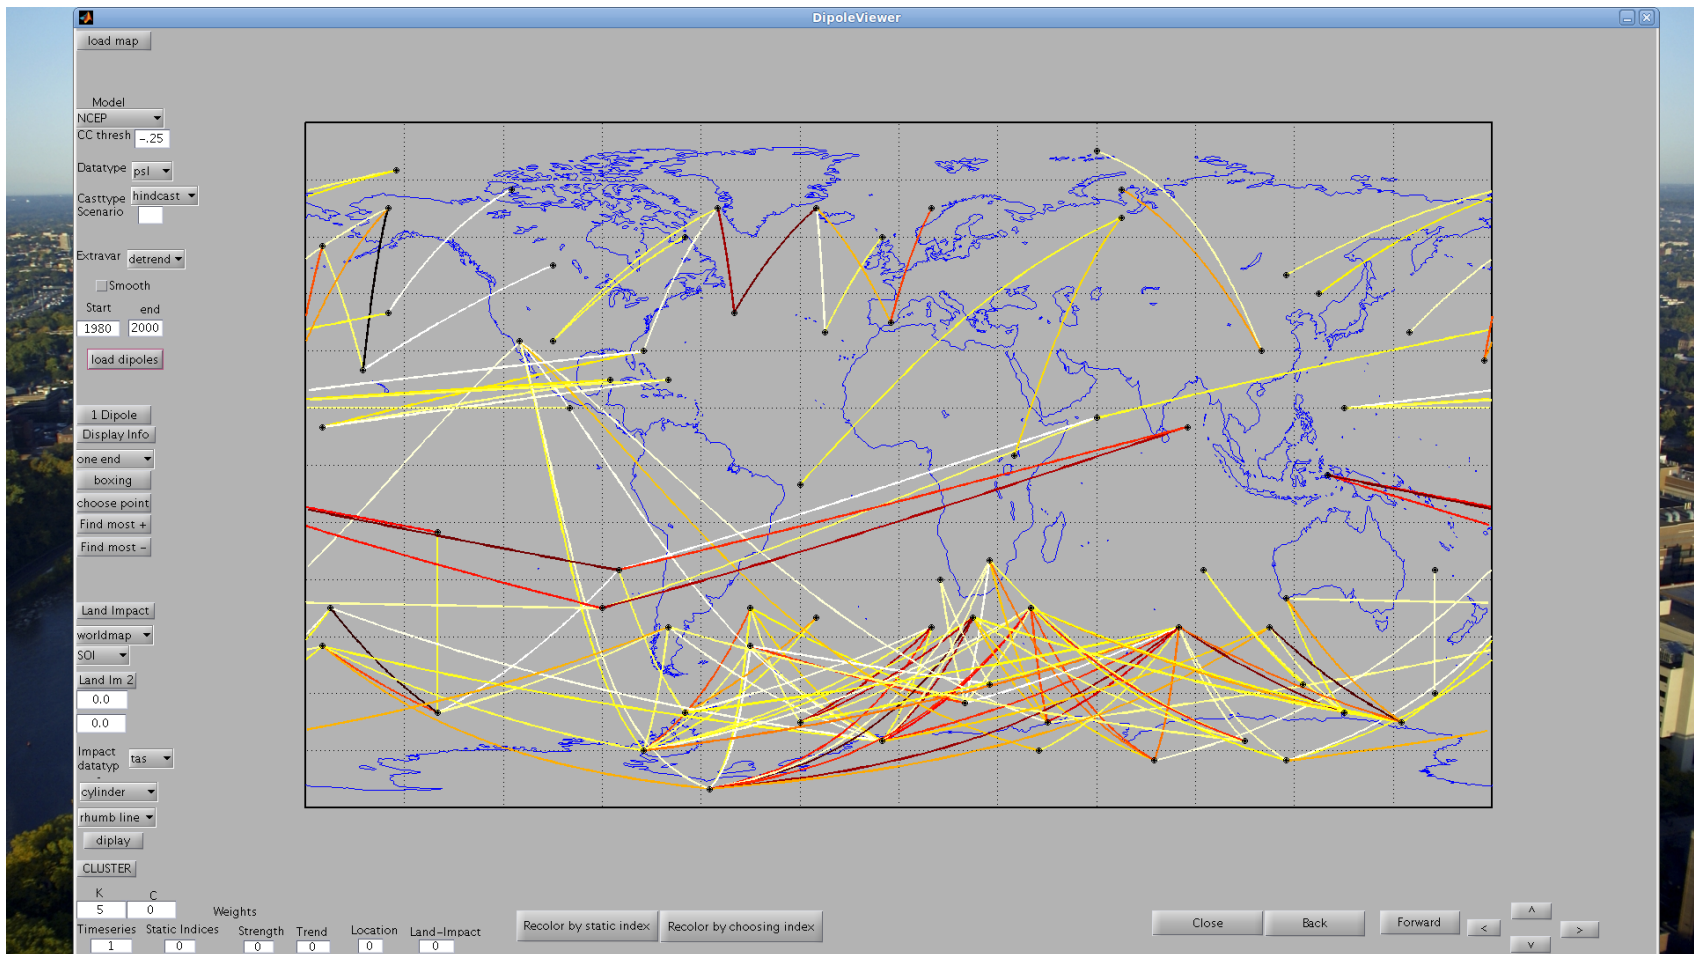 DipoleViewer
load map
Model
NCEP
CC thresh -.25
Datatype psl
Casttype hindcast
Scenario
Extravar detrend
Smooth
Start end
1980 2000
load dipoles
1 Dipole
Display Info
one end
boxing
choose point
Find most +
Find most -
Land Impact
worldmap
SOI
Land Im 2
0.0
0.0
Impact
datatyp tas
cylinder
rhumb line
diplay
CLUSTER
K C
5 0
Weights
Timeseries Static Indices Strength Trend Location Land-Impact
1 0 0 0 0 0
Recolor by static index Recolor by choosing index
Close Back Forward < ^ v >